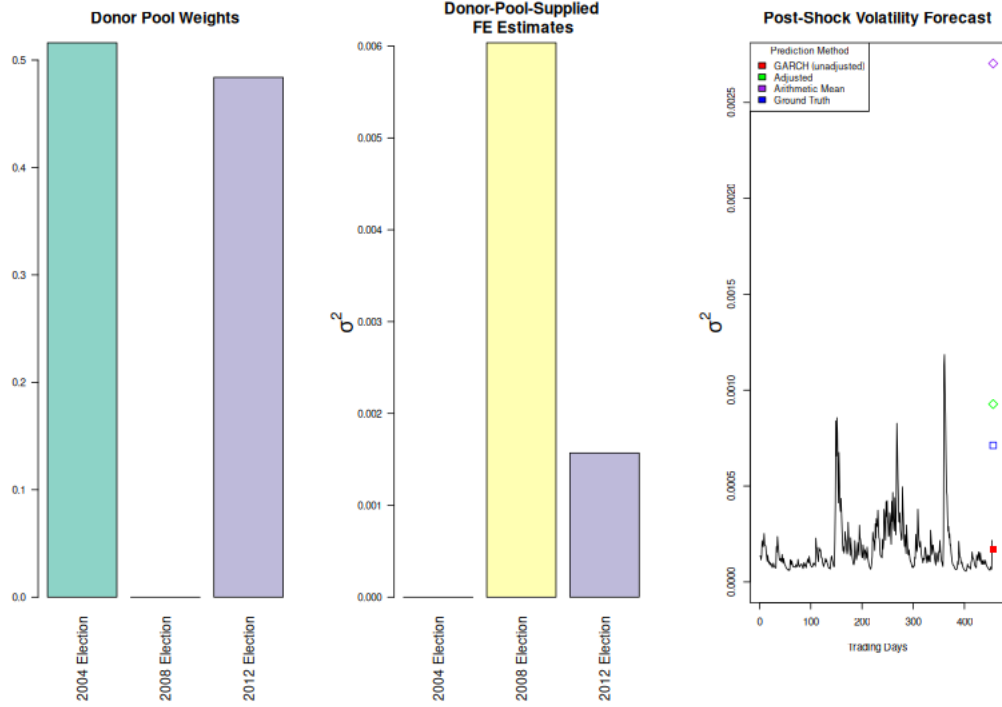 Donor Pool Weights
0.5
0.4
0.3
0.2
0.1
0.0
2004 Election
2008 Election
2012 Election
Donor-Pool-Supplied
FE Estimates
σ²
0.006
0.005
0.004
0.003
0.002
0.001
0.000
2004 Election
2008 Election
2012 Election
Post-Shock Volatility Forecast
Prediction Method
GARCH (unadjusted)
Adjusted
Arithmetic Mean
Ground Truth
σ²
0.0025
0.0020
0.0015
0.0010
0.0005
0.0000
0 100 200 300 400
Trading Days